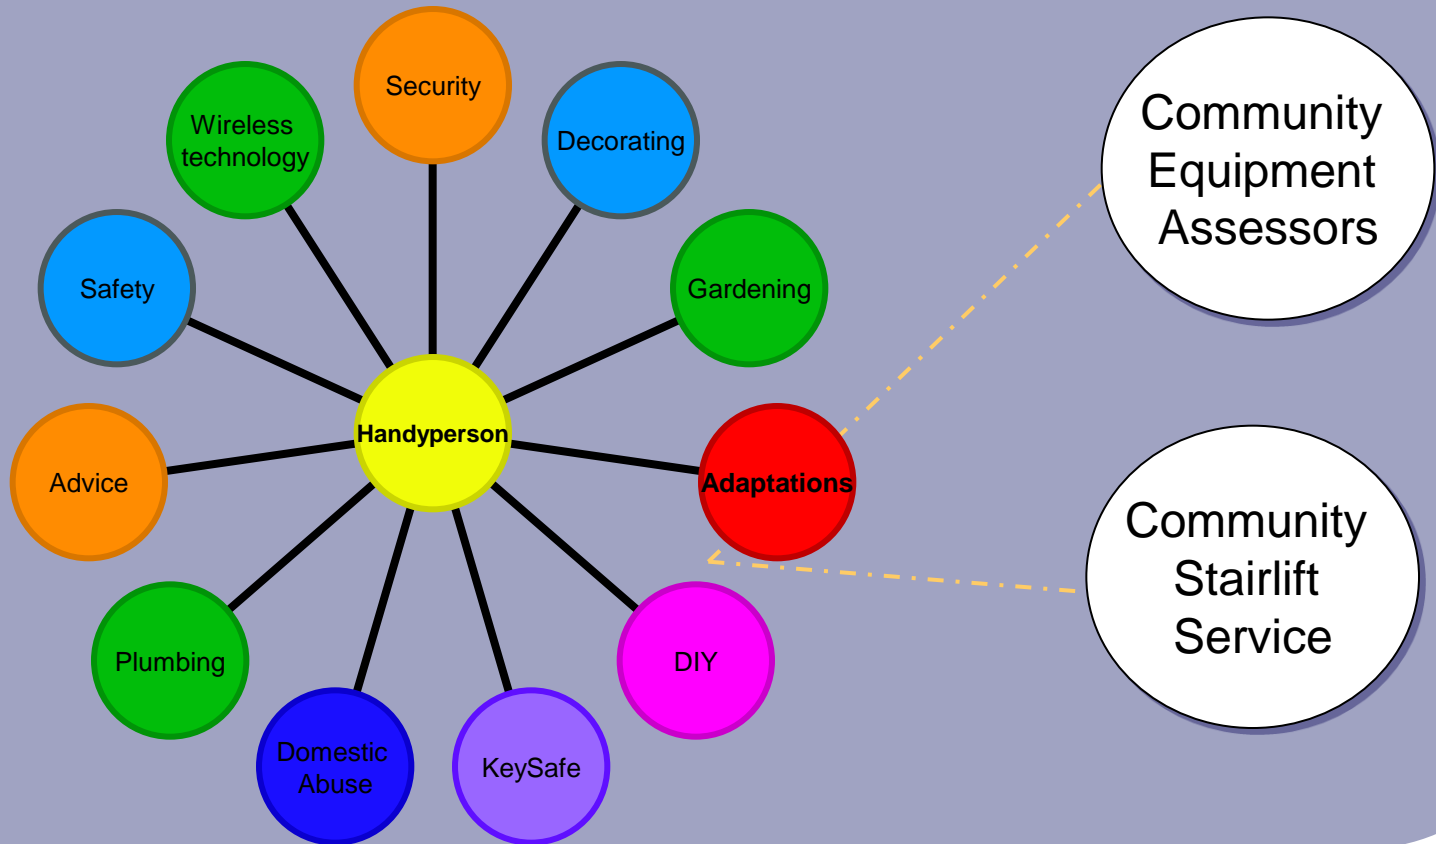 Security
Wireless
technology
Decorating
Community
Equipment
Assessors
Safety
Gardening
Handyperson
Advice
Adaptations
Community
Stairlift
Service
Plumbing
DIY
Domestic
Abuse
KeySafe